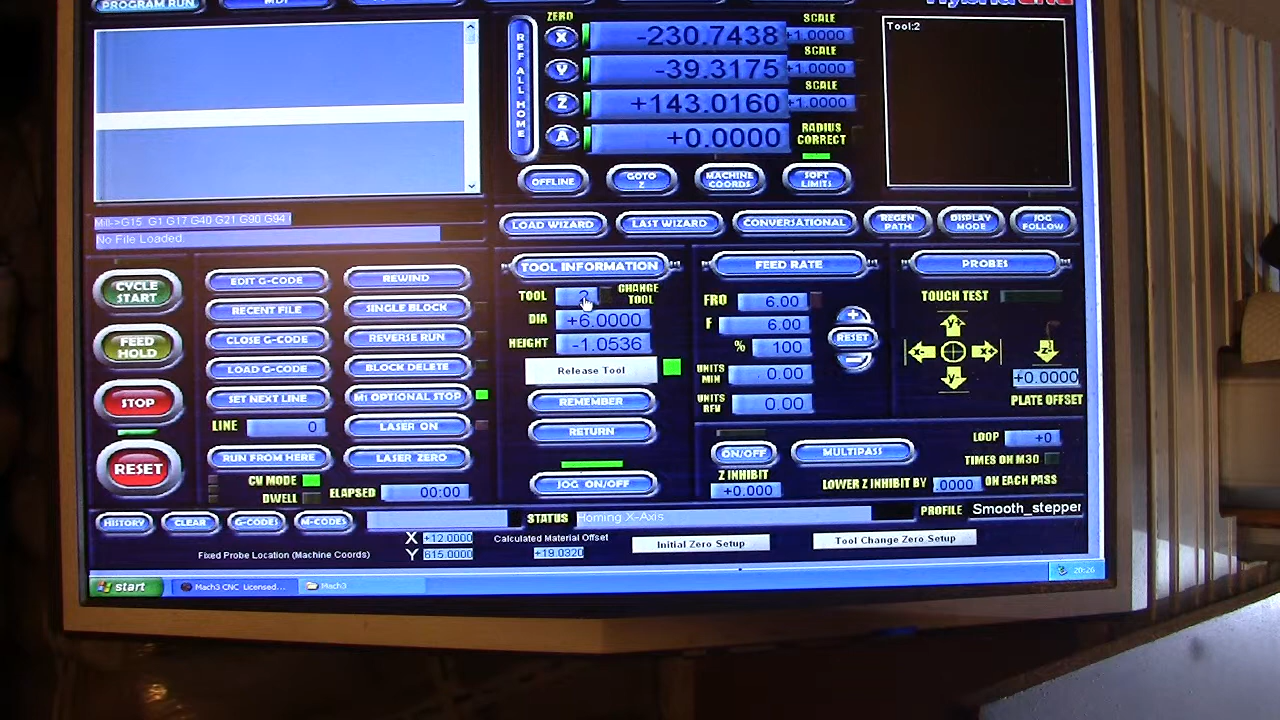 PROGRAM RUN
MDI
ZERO
SCALE
REF ALL HOME
X -230.7438 +1.0000
SCALE
Y -39.3175 +1.0000
SCALE
Z +143.0160 +1.0000
A +0.0000 RADIUS CORRECT
Tool:2
OFFLINE
GOTO Z
MACHINE COORDS
SOFT LIMITS
Mill->G15 G1 G17 G40 G21 G90 G94
No File Loaded.
LOAD WIZARD
LAST WIZARD
CONVERSATIONAL
REGEN PATH
DISPLAY MODE
JOG FOLLOW
CYCLE START
FEED HOLD
STOP
RESET
EDIT G-CODE
RECENT FILE
CLOSE G-CODE
LOAD G-CODE
SET NEXT LINE
LINE 0
RUN FROM HERE
CV MODE
DWELL
ELAPSED 00:00
REWIND
SINGLE BLOCK
REVERSE RUN
BLOCK DELETE
M1 OPTIONAL STOP
LASER ON
LASER ZERO
TOOL INFORMATION
TOOL
CHANGE TOOL
DIA +6.0000
HEIGHT -1.0536
Release Tool
REMEMBER
RETURN
JOG ON/OFF
FEED RATE
FRO 6.00
F 6.00
% 100
UNITS MIN 0.00
UNITS REV 0.00
+
RESET
-
PROBES
TOUCH TEST
Y+
X- X+
Y-
Z-
+0.0000
PLATE OFFSET
ON/OFF
Z INHIBIT
+0.000
MULTIPASS
LOOP +0
TIMES ON M30
LOWER Z INHIBIT BY .0000 ON EACH PASS
HISTORY
CLEAR
G-CODES
M-CODES
STATUS Homing X-Axis
PROFILE Smooth_stepper
Fixed Probe Location (Machine Coords)
X +12.0000
Y 615.0000
Calculated Material Offset
+19.0320
Initial Zero Setup
Tool Change Zero Setup
start
Mach3 CNC Licensed...
Mach3
20:26